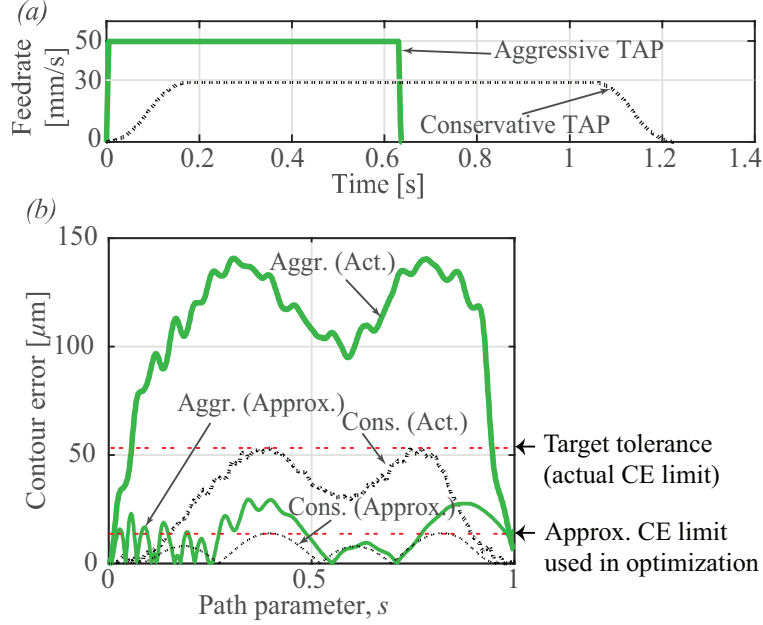 (a)
Feedrate
[mm/s]
50
30
0
Aggressive TAP
Conservative TAP
0 0.2 0.4 0.6 0.8 1 1.2 1.4
Time [s]
(b)
Contour error [μm]
150
100
50
0
Aggr. (Act.)
Aggr. (Approx.)
Cons. (Act.)
Cons. (Approx.)
Target tolerance
(actual CE limit)
Approx. CE limit
used in optimization
0 0.5 1
Path parameter, s